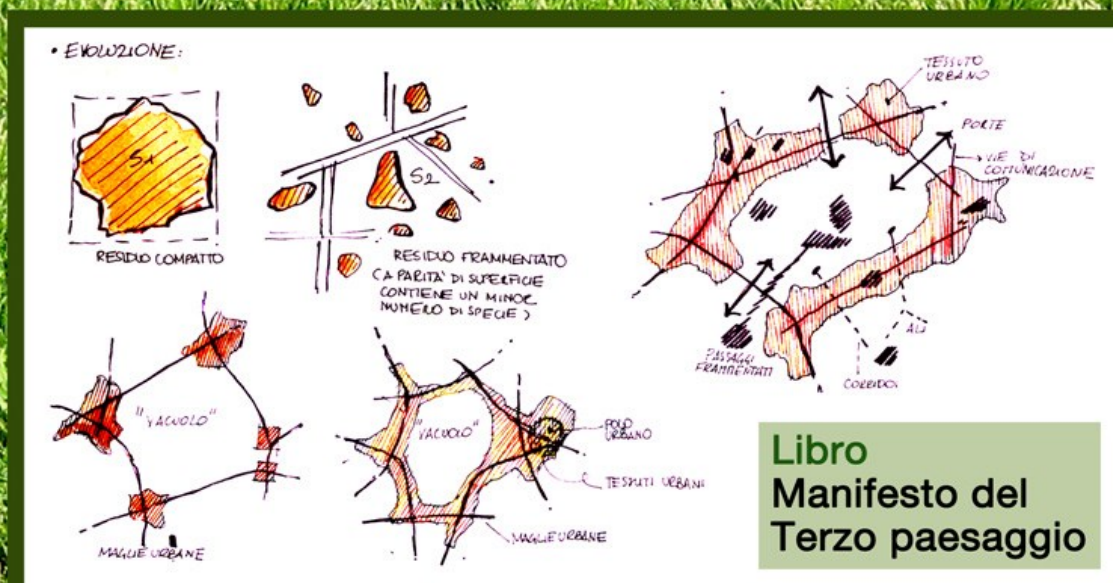 • EVOLUZIONE:
S1
RESIDUO COMPATTO
S2
RESIDUO FRAMMENTATO
(A PARITA' DI SUPERFICIE
CONTIENE UN MINOR
NUMERO DI SPECIE)
TESSUTO
URBANO
PORTE
VIE DI
COMUNICAZIONE
ALI
CORRIDOI
PASSAGGI
FRAMMENTATI
"VACUOLO"
MAGLIE URBANE
"VACUOLO"
POLO
URBANO
TESSUTI URBANI
MAGLIE URBANE
Libro
Manifesto del
Terzo paesaggio